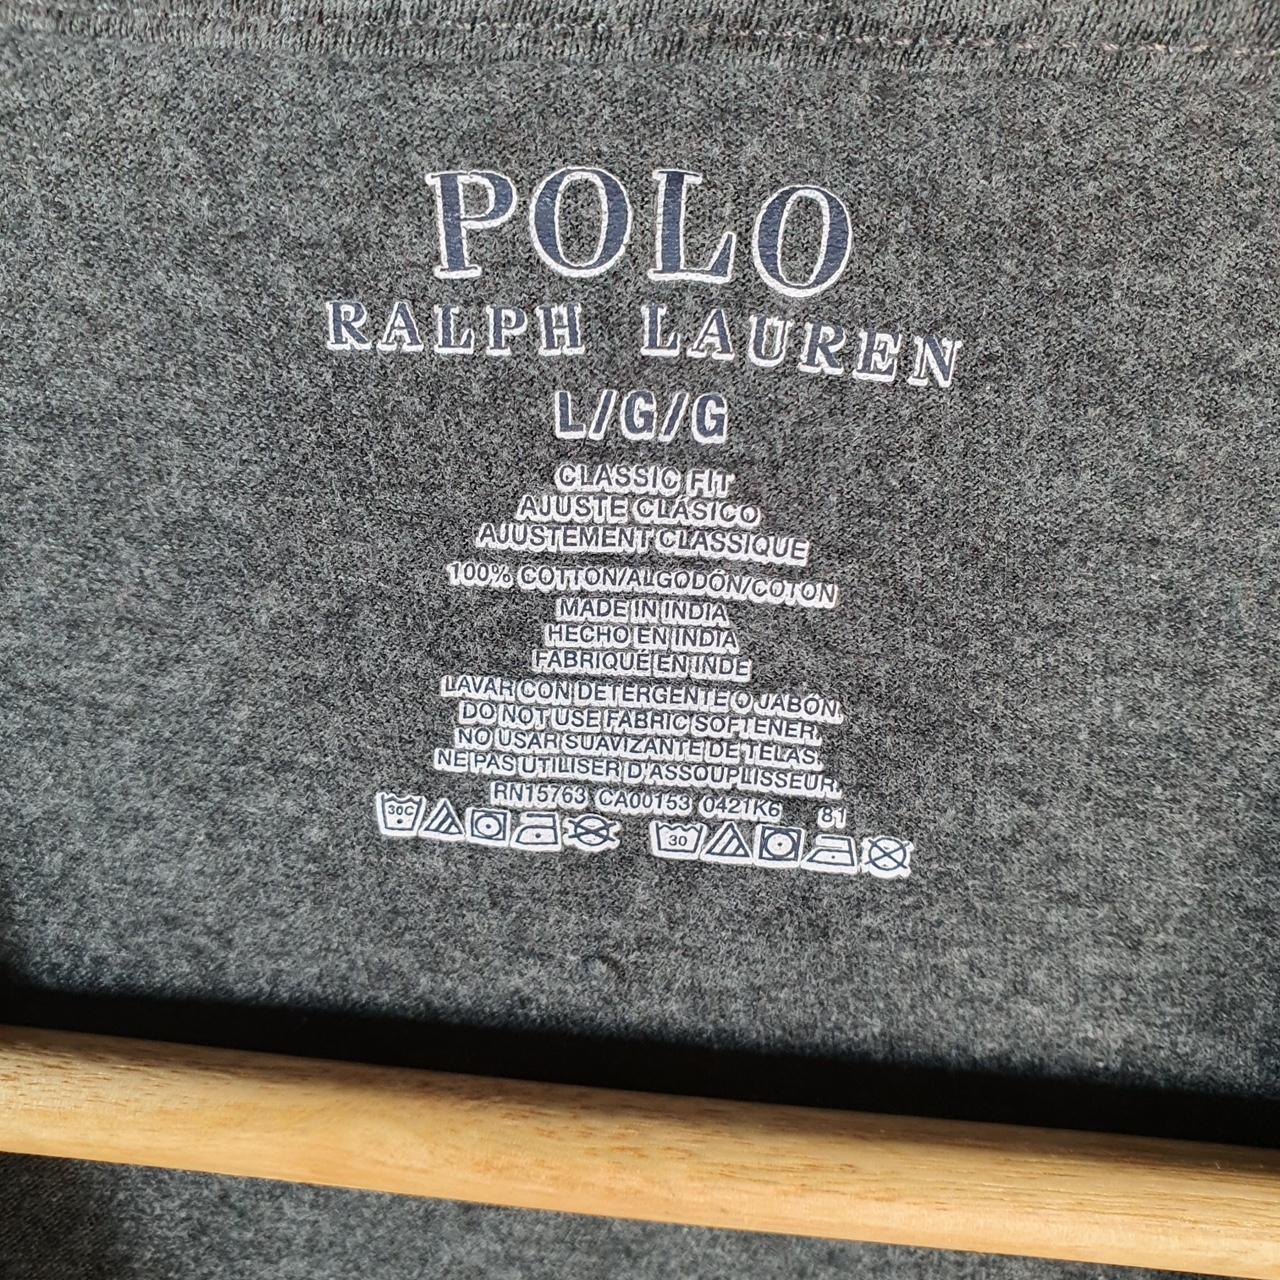 POLO
RALPH LAUREN
L/G/G
CLASSIC FIT
AJUSTE CLÁSICO
AJUSTEMENT CLASSIQUE
100% COTTON/ALGODÓN/COTON
MADE IN INDIA
HECHO EN INDIA
FABRIQUÉ EN INDE
LAVAR CON DETERGENTE O JABÓN.
DO NOT USE FABRIC SOFTENER.
NO USAR SUAVIZANTE DE TELAS.
NE PAS UTILISER D'ASSOUPLISSEUR.
RN15763 CA00153 0421K6 81
30C 30